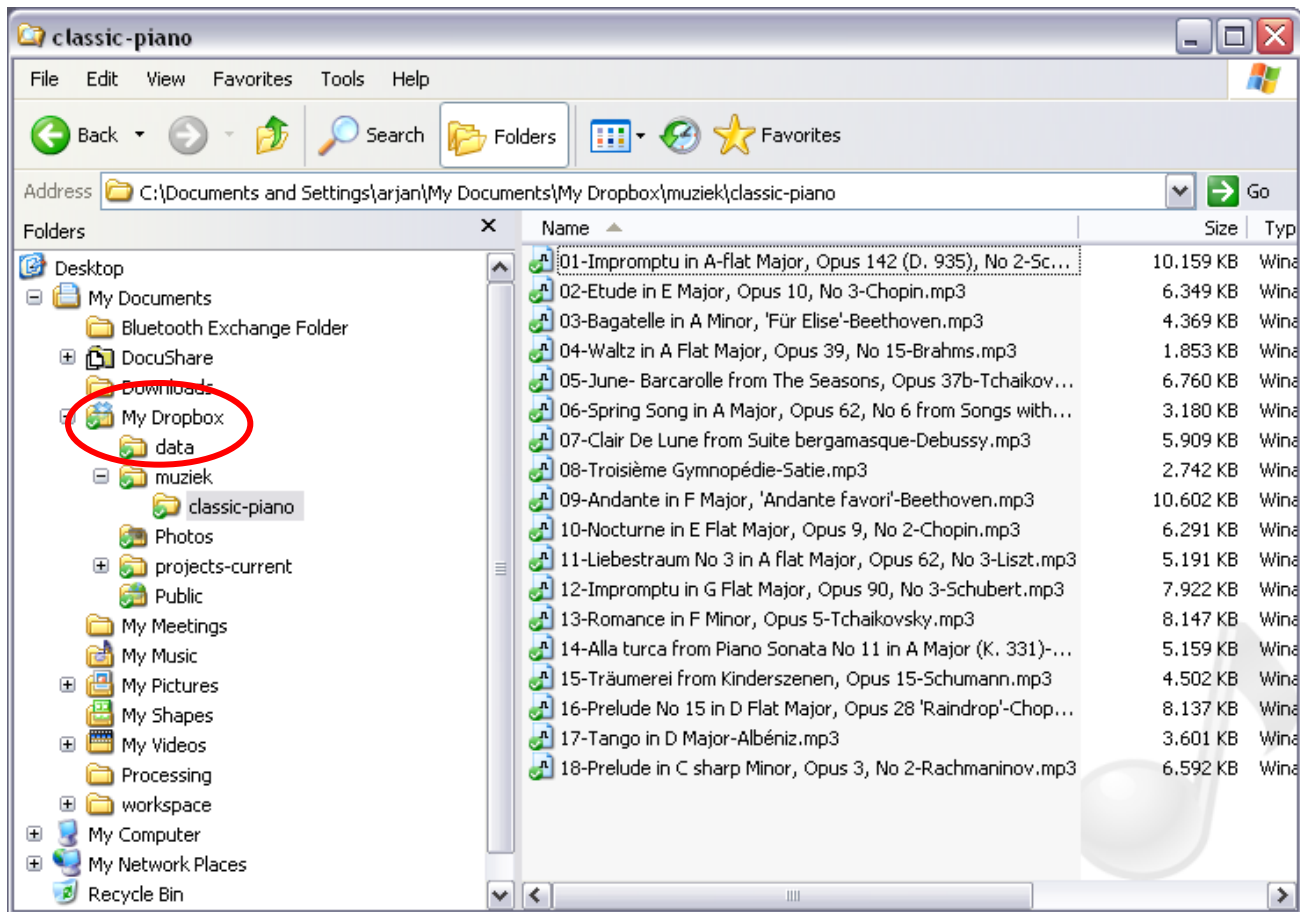 classic-piano
File Edit View Favorites Tools Help
Back Search Folders Favorites
Address C:\Documents and Settings\arjan\My Documents\My Dropbox\muziek\classic-piano Go
Folders
Desktop
My Documents
Bluetooth Exchange Folder
DocuShare
Downloads
My Dropbox
data
muziek
classic-piano
Photos
projects-current
Public
My Meetings
My Music
My Pictures
My Shapes
My Videos
Processing
workspace
My Computer
My Network Places
Recycle Bin
Name Size Typ
01-Impromptu in A-flat Major, Opus 142 (D. 935), No 2-Sc... 10.159 KB Wina
02-Etude in E Major, Opus 10, No 3-Chopin.mp3 6.349 KB Wina
03-Bagatelle in A Minor, 'Für Elise'-Beethoven.mp3 4.369 KB Wina
04-Waltz in A Flat Major, Opus 39, No 15-Brahms.mp3 1.853 KB Wina
05-June- Barcarolle from The Seasons, Opus 37b-Tchaikov... 6.760 KB Wina
06-Spring Song in A Major, Opus 62, No 6 from Songs with... 3.180 KB Wina
07-Clair De Lune from Suite bergamasque-Debussy.mp3 5.909 KB Wina
08-Troisième Gymnopédie-Satie.mp3 2.742 KB Wina
09-Andante in F Major, 'Andante favori'-Beethoven.mp3 10.602 KB Wina
10-Nocturne in E Flat Major, Opus 9, No 2-Chopin.mp3 6.291 KB Wina
11-Liebestraum No 3 in A flat Major, Opus 62, No 3-Liszt.mp3 5.191 KB Wina
12-Impromptu in G Flat Major, Opus 90, No 3-Schubert.mp3 7.922 KB Wina
13-Romance in F Minor, Opus 5-Tchaikovsky.mp3 8.147 KB Wina
14-Alla turca from Piano Sonata No 11 in A Major (K. 331)-... 5.159 KB Wina
15-Träumerei from Kinderszenen, Opus 15-Schumann.mp3 4.502 KB Wina
16-Prelude No 15 in D Flat Major, Opus 28 'Raindrop'-Chop... 8.137 KB Wina
17-Tango in D Major-Albéniz.mp3 3.601 KB Wina
18-Prelude in C sharp Minor, Opus 3, No 2-Rachmaninov.mp3 6.592 KB Wina